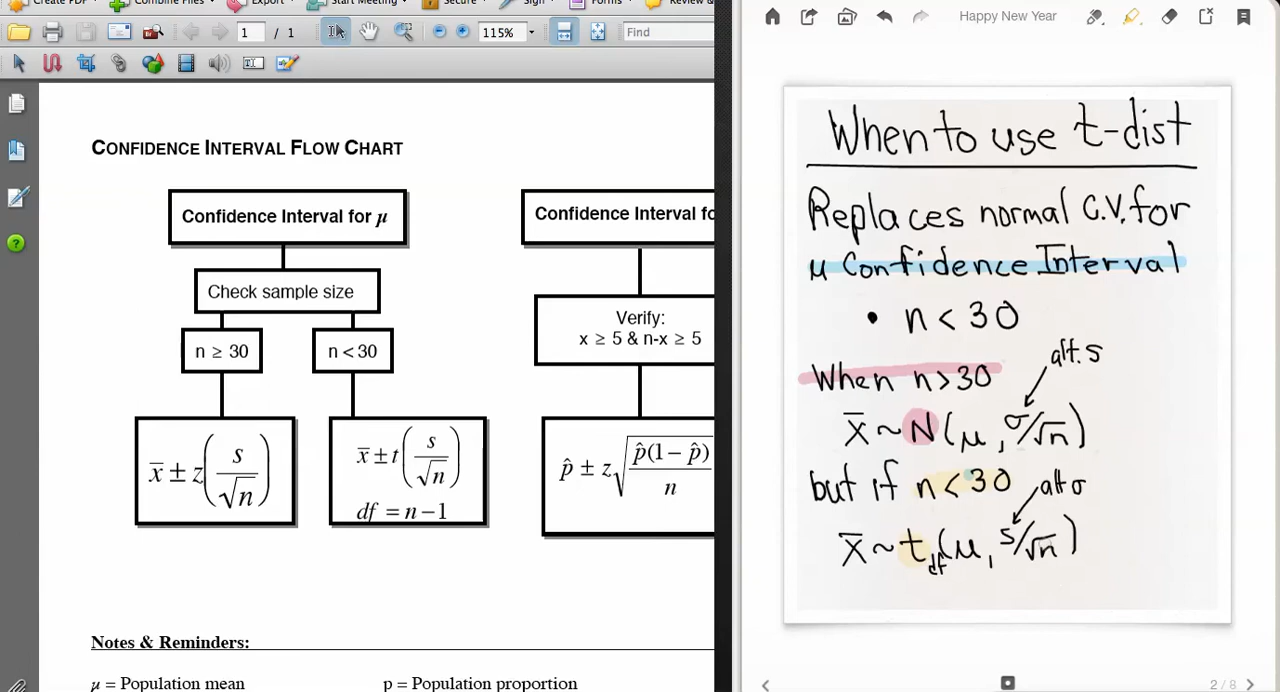 Create PDF
Combine Files
Export
Start Meeting
Secure
Sign
Forms
Review &
1 / 1
115%
Find
CONFIDENCE INTERVAL FLOW CHART
Confidence Interval for μ
Check sample size
n ≥ 30
n < 30
x̄ ± z(s/√n)
x̄ ± t(s/√n)
df = n − 1
Confidence Interval fo
Verify:
x ≥ 5 & n-x ≥ 5
p̂ ± z√(p̂(1 − p̂)/n)
Notes & Reminders:
μ = Population mean
p = Population proportion
Happy New Year
When to use t-dist
Replaces normal C.V. for
μ Confidence Interval
• n < 30
alt. s
When n > 30
x̄ ~ N(μ, σ/√n)
but if n < 30
alt σ
x̄ ~ t df (μ, s/√n)
2 / 8